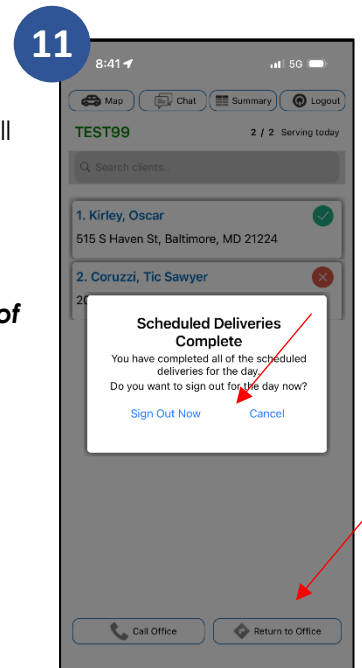 11
8:41 5G
Map Chat Summary Logout
ll
TEST99 2 / 2 Serving today
Search clients..
1. Kirley, Oscar
515 S Haven St, Baltimore, MD 21224
2. Coruzzi, Tic Sawyer
20
of
Scheduled Deliveries
Complete
You have completed all of the scheduled
deliveries for the day.
Do you want to sign out for the day now?
Sign Out Now Cancel
Call Office Return to Office